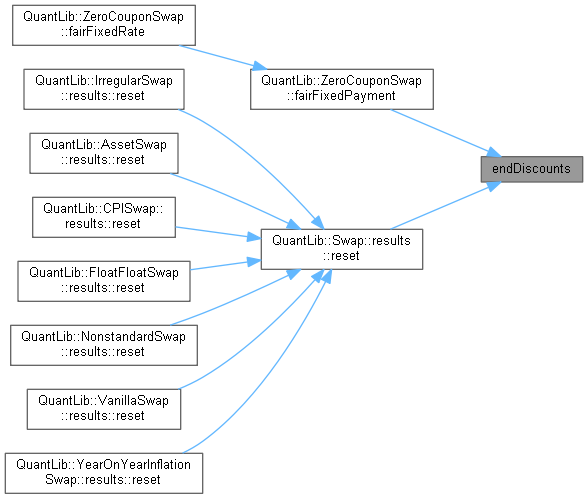 QuantLib::ZeroCouponSwap
::fairFixedRate
QuantLib::IrregularSwap
::results::reset
QuantLib::ZeroCouponSwap
::fairFixedPayment
QuantLib::AssetSwap
::results::reset
endDiscounts
QuantLib::CPISwap::
results::reset
QuantLib::Swap::results
::reset
QuantLib::FloatFloatSwap
::results::reset
QuantLib::NonstandardSwap
::results::reset
QuantLib::VanillaSwap
::results::reset
QuantLib::YearOnYearInflation
Swap::results::reset